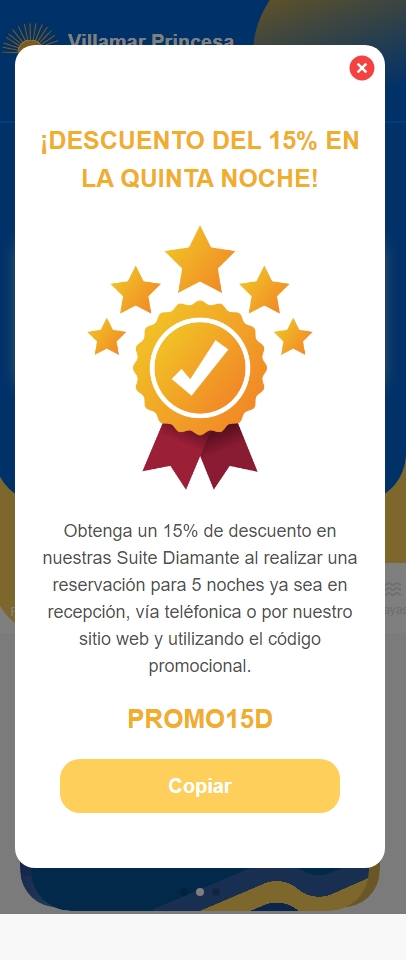 Villamar Princesa
¡DESCUENTO DEL 15% EN
LA QUINTA NOCHE!
Obtenga un 15% de descuento en
nuestras Suite Diamante al realizar una
reservación para 5 noches ya sea en
recepción, vía teléfonica o por nuestro
sitio web y utilizando el código
promocional.
PROMO15D
Copiar